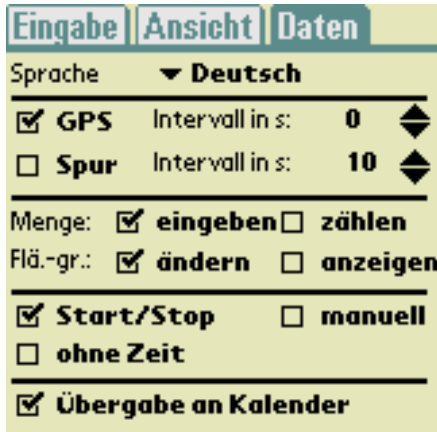 Eingabe Ansicht Daten
Sprache Deutsch
GPS Intervall in s: 0
Spur Intervall in s: 10
Menge: eingeben zählen
Flä.-gr.: ändern anzeigen
Start/Stop manuell
ohne Zeit
Übergabe an Kalender